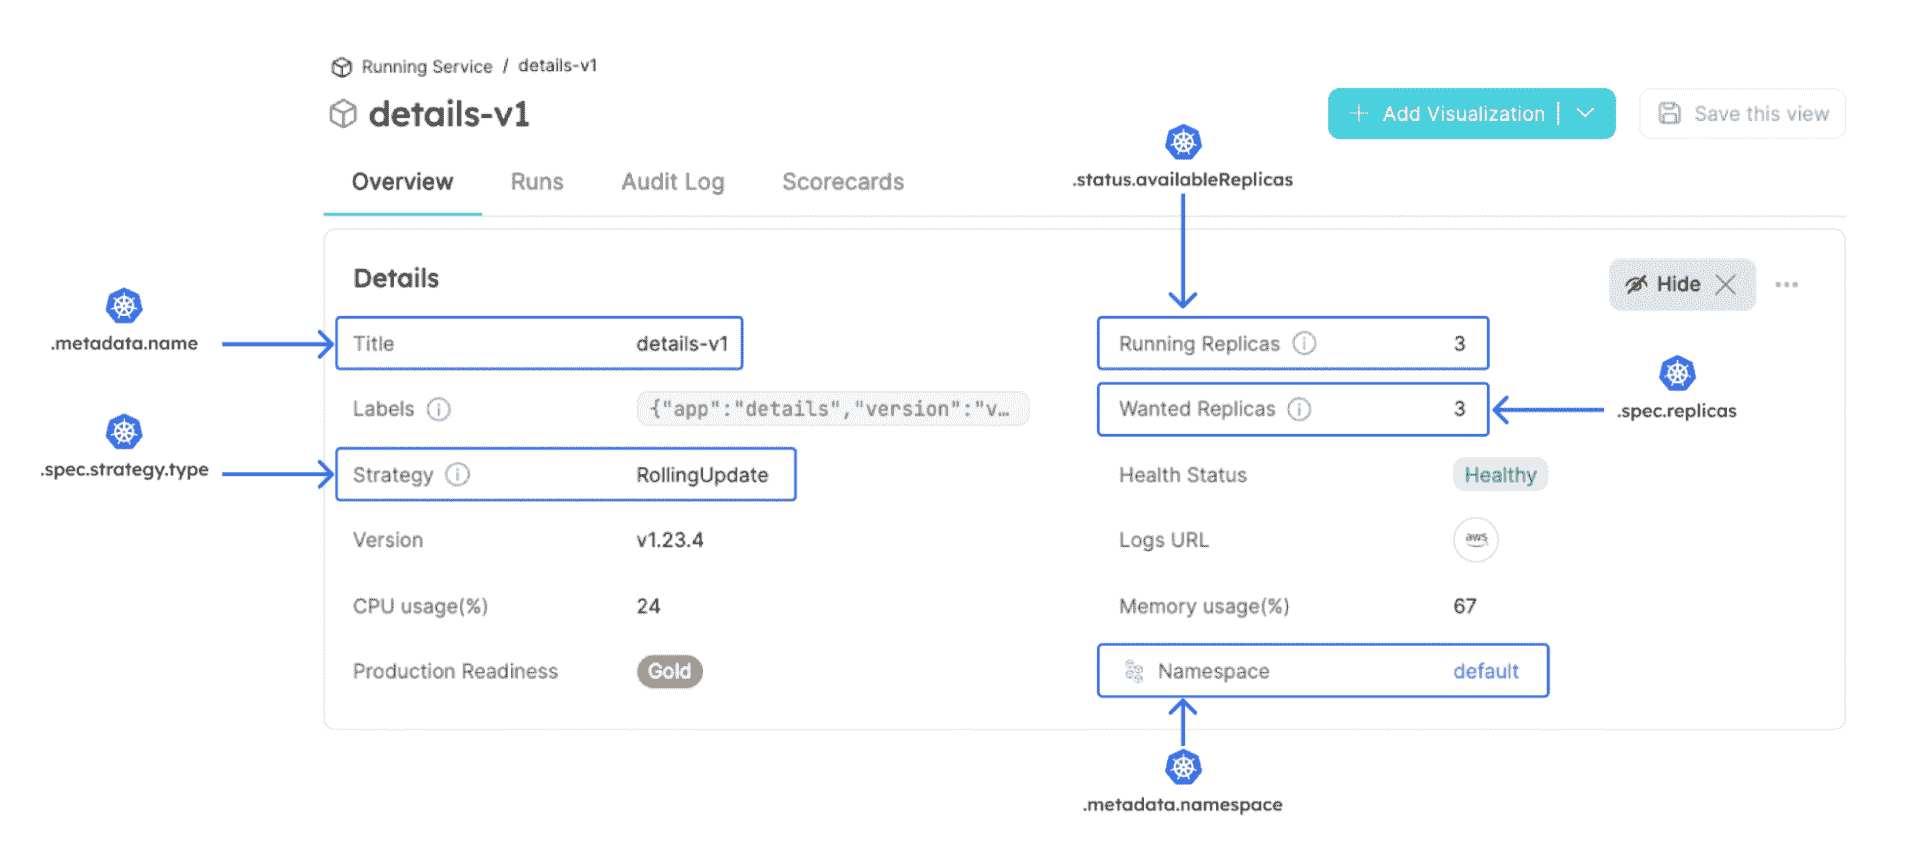 Running Service / details-v1
details-v1
+ Add Visualization
Save this view
Overview Runs Audit Log Scorecards
.status.availableReplicas
Details
Hide
.metadata.name
Title details-v1
Running Replicas 3
Labels {"app":"details","version":"v…
Wanted Replicas 3
.spec.replicas
.spec.strategy.type
Strategy RollingUpdate
Health Status Healthy
Version v1.23.4
Logs URL aws
CPU usage(%) 24
Memory usage(%) 67
Production Readiness Gold
Namespace default
.metadata.namespace